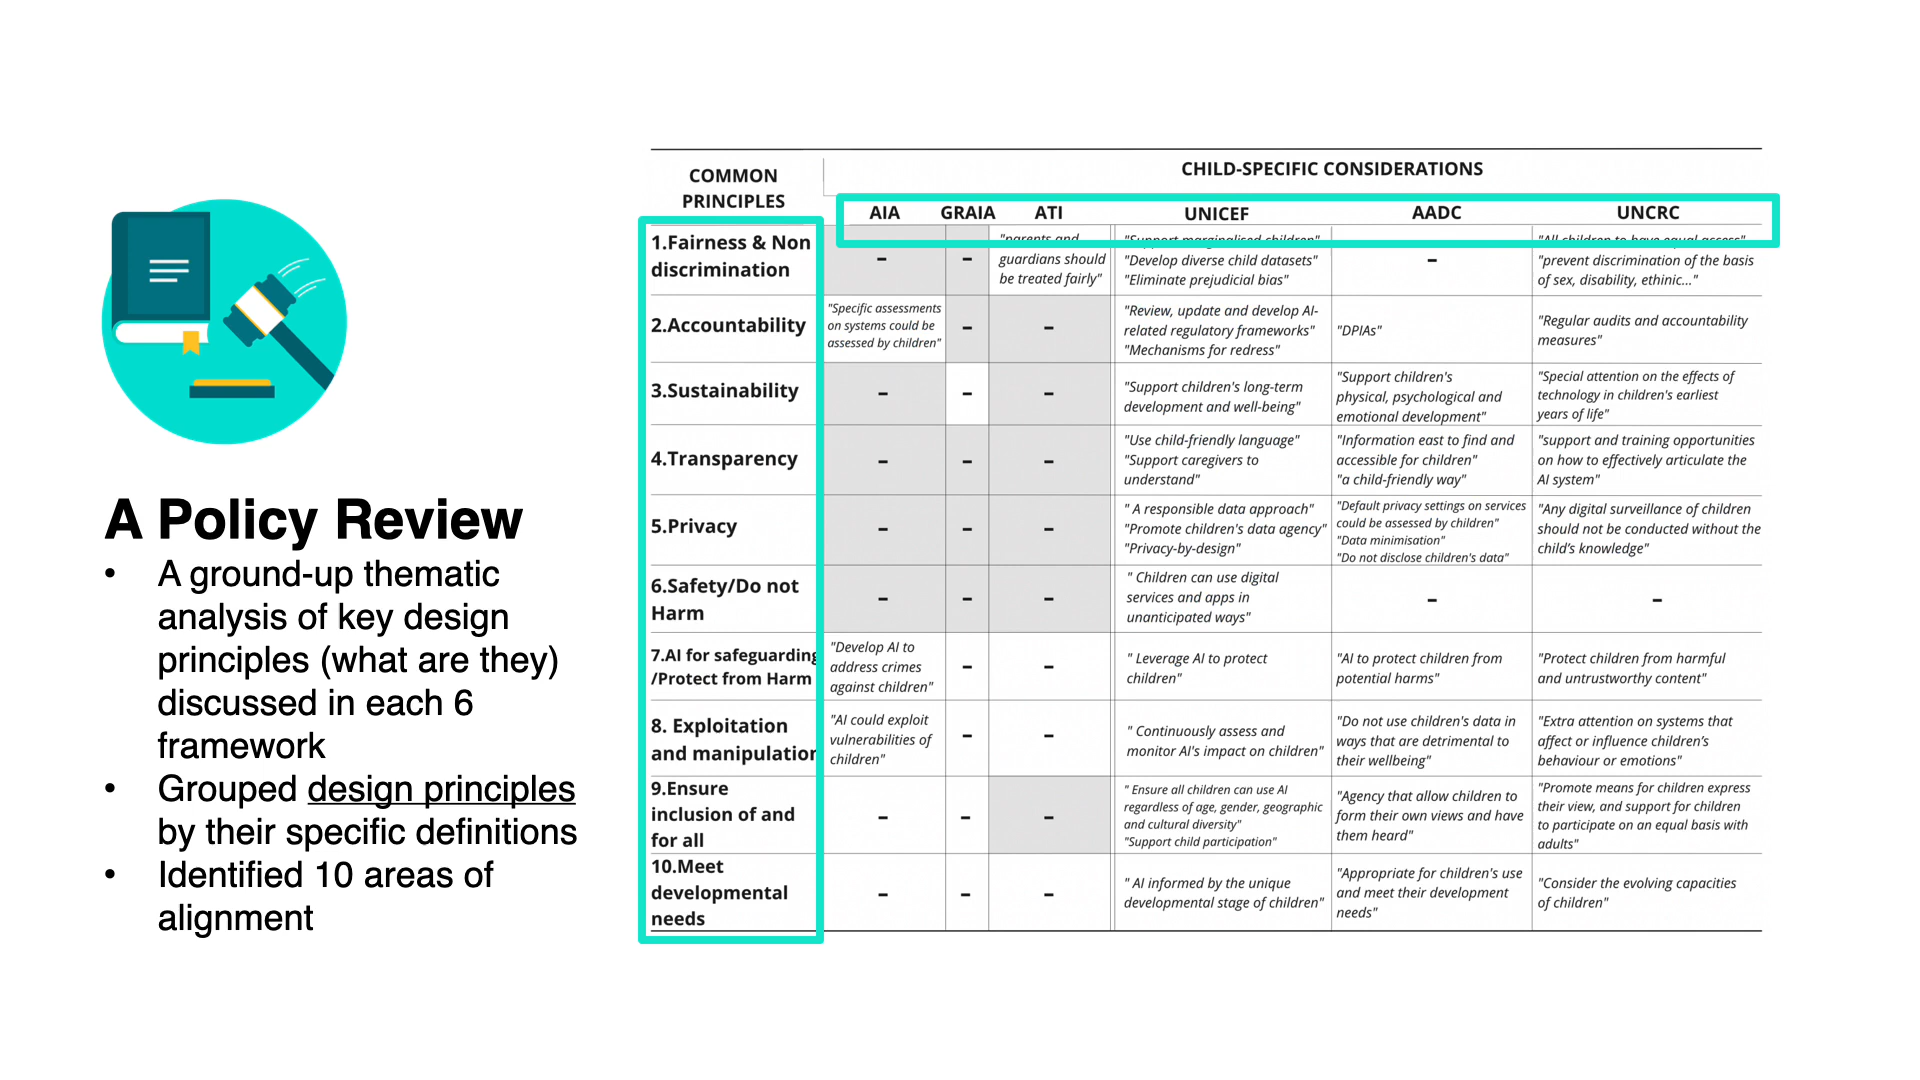 A Policy Review
• A ground-up thematic
analysis of key design
principles (what are they)
discussed in each 6
framework
• Grouped design principles
by their specific definitions
• Identified 10 areas of
alignment
COMMON
PRINCIPLES
CHILD-SPECIFIC CONSIDERATIONS
AIA GRAIA ATI UNICEF AADC UNCRC
1.Fairness & Non
discrimination
–
–
"parents and
guardians should
be treated fairly"
"Support marginalised children"
"Develop diverse child datasets"
"Eliminate prejudicial bias"
–
"All children to have equal access"
"prevent discrimination of the basis
of sex, disability, ethinic..."
2.Accountability
"Specific assessments
on systems could be
assessed by children"
–
–
"Review, update and develop AI-
related regulatory frameworks"
"Mechanisms for redress"
"DPIAs"
"Regular audits and accountability
measures"
3.Sustainability
–
–
–
"Support children's long-term
development and well-being"
"Support children's
physical, psychological and
emotional development"
"Special attention on the effects of
technology in children's earliest
years of life"
4.Transparency
–
–
–
"Use child-friendly language"
"Support caregivers to
understand"
"Information east to find and
accessible for children"
"a child-friendly way"
"support and training opportunities
on how to effectively articulate the
AI system"
5.Privacy
–
–
–
" A responsible data approach"
"Promote children's data agency"
"Privacy-by-design"
"Default privacy settings on services
could be assessed by children"
"Data minimisation"
"Do not disclose children's data"
"Any digital surveillance of children
should not be conducted without the
child's knowledge"
6.Safety/Do not
Harm
–
–
–
" Children can use digital
services and apps in
unanticipated ways"
–
–
7.AI for safeguarding
/Protect from Harm
"Develop AI to
address crimes
against children"
–
–
" Leverage AI to protect
children"
"AI to protect children from
potential harms"
"Protect children from harmful
and untrustworthy content"
8. Exploitation
and manipulation
"AI could exploit
vulnerabilities of
children"
–
–
" Continuously assess and
monitor AI's impact on children"
"Do not use children's data in
ways that are detrimental to
their wellbeing"
"Extra attention on systems that
affect or influence children's
behaviour or emotions"
9.Ensure
inclusion of and
for all
–
–
–
" Ensure all children can use AI
regardless of age, gender, geographic
and cultural diversity"
"Support child participation"
"Agency that allow children to
form their own views and have
them heard"
"Promote means for children express
their view, and support for children
to participate on an equal basis with
adults"
10.Meet
developmental
needs
–
–
–
" AI informed by the unique
developmental stage of children"
"Appropriate for children's use
and meet their development
needs"
"Consider the evolving capacities
of children"